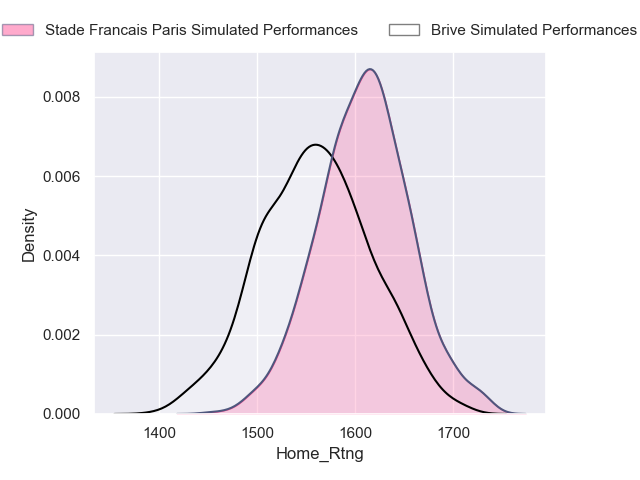 Stade Francais Paris Simulated Performances Brive Simulated Performances
0.008
0.006
0.004
0.002
0.000
Density
1400 1500 1600 1700
Home_Rtng